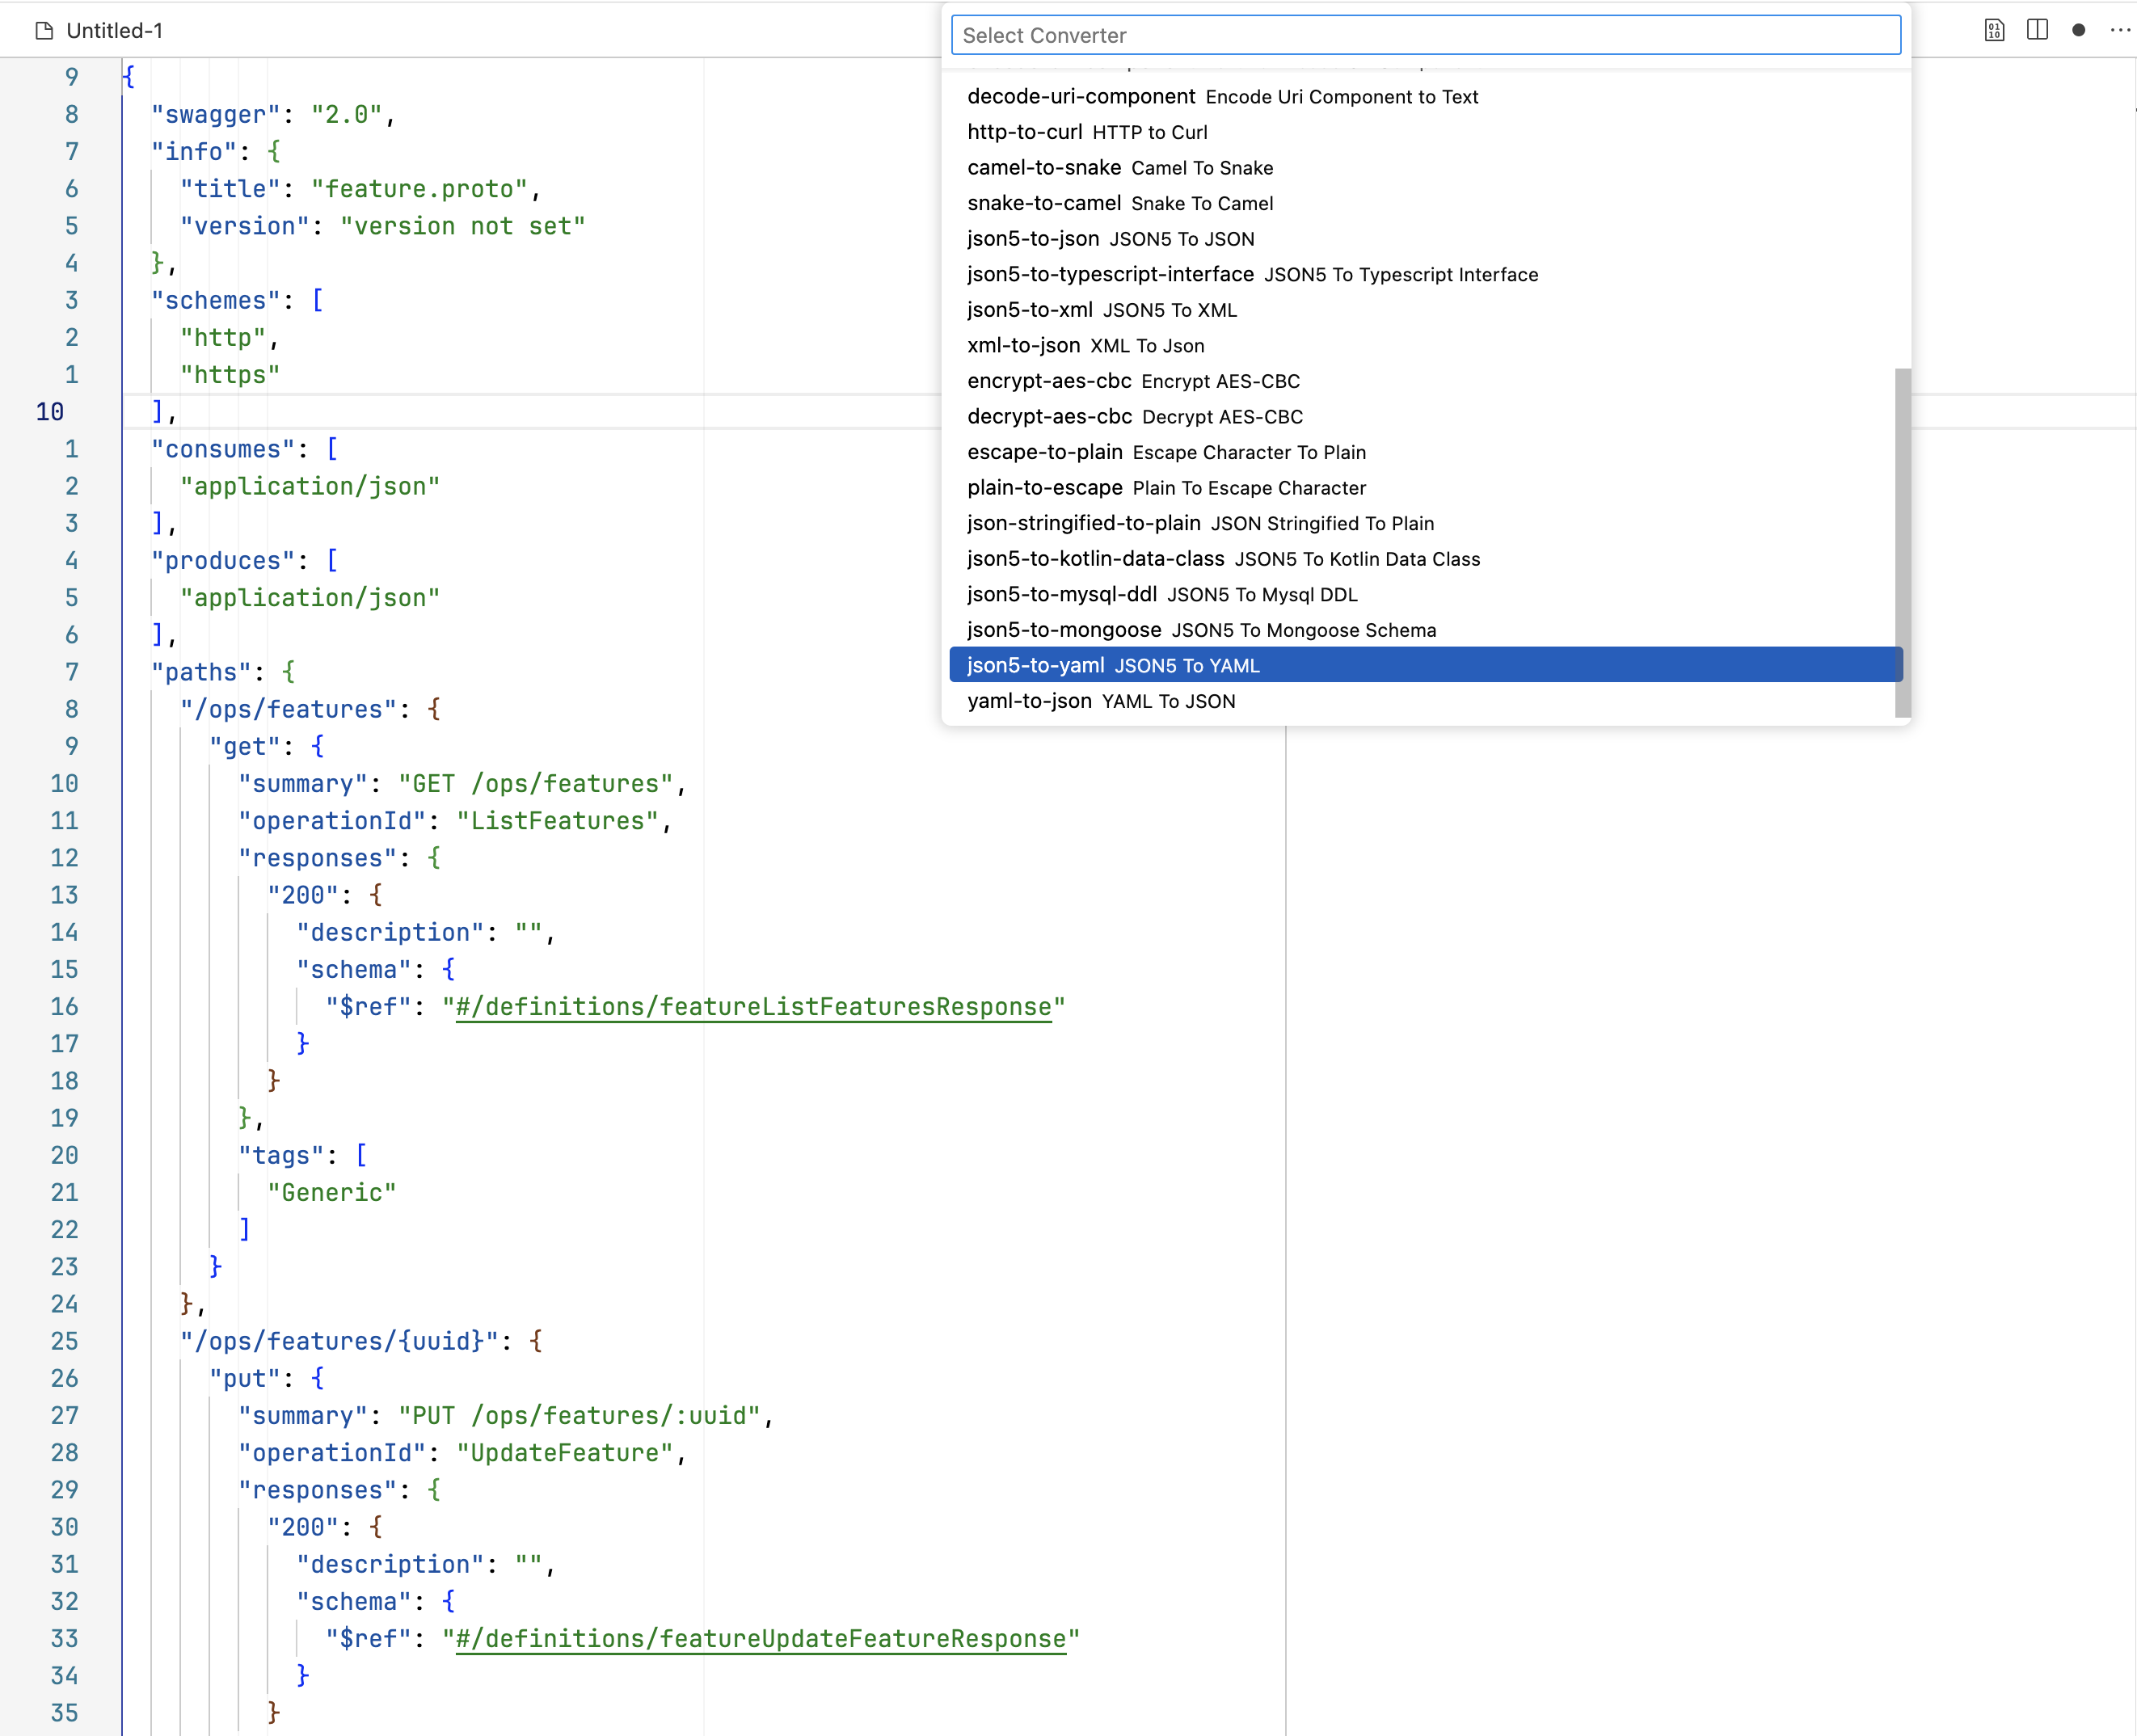 Untitled-1
9 {
8   "swagger": "2.0",
7   "info": {
6     "title": "feature.proto",
5     "version": "version not set"
4   },
3   "schemes": [
2     "http",
1     "https"
10   ],
1   "consumes": [
2     "application/json"
3   ],
4   "produces": [
5     "application/json"
6   ],
7   "paths": {
8     "/ops/features": {
9       "get": {
10         "summary": "GET /ops/features",
11         "operationId": "ListFeatures",
12         "responses": {
13           "200": {
14             "description": "",
15             "schema": {
16               "$ref": "#/definitions/featureListFeaturesResponse"
17             }
18           }
19         },
20         "tags": [
21           "Generic"
22         ]
23       }
24     },
25     "/ops/features/{uuid}": {
26       "put": {
27         "summary": "PUT /ops/features/:uuid",
28         "operationId": "UpdateFeature",
29         "responses": {
30           "200": {
31             "description": "",
32             "schema": {
33               "$ref": "#/definitions/featureUpdateFeatureResponse"
34             }
35           }
Select Converter
decode-uri-component Encode Uri Component to Text
http-to-curl HTTP to Curl
camel-to-snake Camel To Snake
snake-to-camel Snake To Camel
json5-to-json JSON5 To JSON
json5-to-typescript-interface JSON5 To Typescript Interface
json5-to-xml JSON5 To XML
xml-to-json XML To Json
encrypt-aes-cbc Encrypt AES-CBC
decrypt-aes-cbc Decrypt AES-CBC
escape-to-plain Escape Character To Plain
plain-to-escape Plain To Escape Character
json-stringified-to-plain JSON Stringified To Plain
json5-to-kotlin-data-class JSON5 To Kotlin Data Class
json5-to-mysql-ddl JSON5 To Mysql DDL
json5-to-mongoose JSON5 To Mongoose Schema
json5-to-yaml JSON5 To YAML
yaml-to-json YAML To JSON